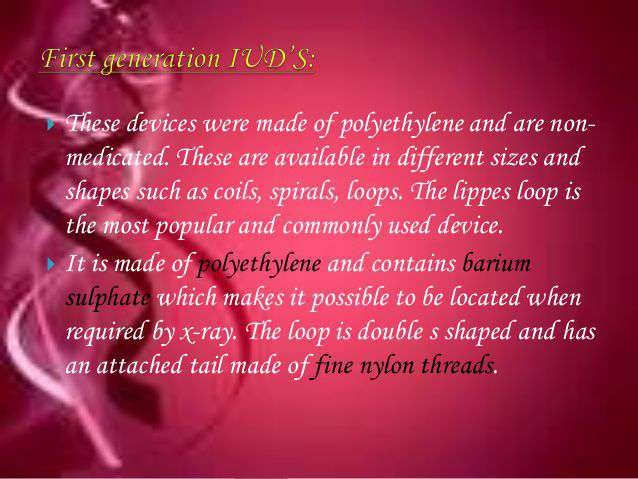 First generation IUD'S:
These devices were made of polyethylene and are non-
medicated. These are available in different sizes and
shapes such as coils, spirals, loops. The lippes loop is
the most popular and commonly used device.
It is made of polyethylene and contains barium
sulphate which makes it possible to be located when
required by x-ray. The loop is double s shaped and has
an attached tail made of fine nylon threads.